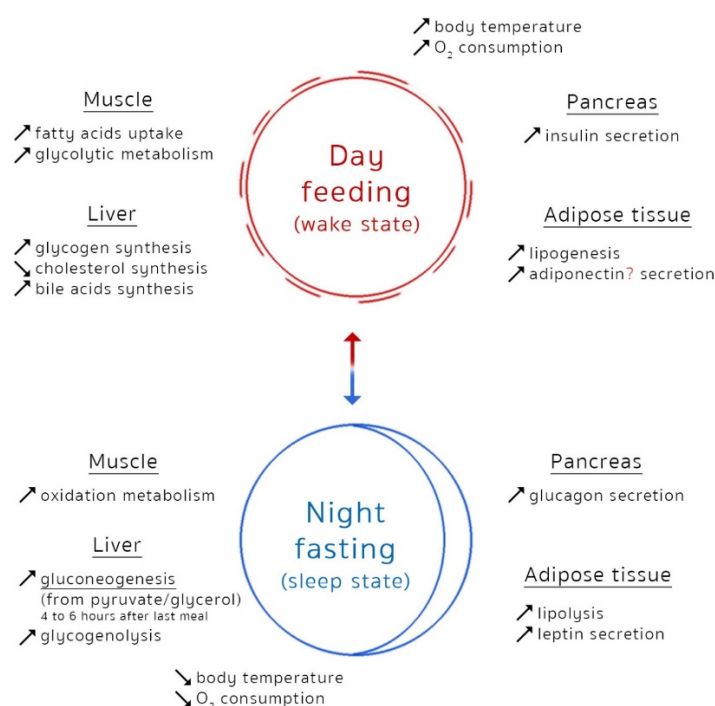 ↗ body temperature
↗ O₂ consumption
Muscle
↗ fatty acids uptake
↗ glycolytic metabolism
Liver
↗ glycogen synthesis
↘ cholesterol synthesis
↗ bile acids synthesis
Day
feeding
(wake state)
Pancreas
↗ insulin secretion
Adipose tissue
↗ lipogenesis
↗ adiponectin? secretion
Muscle
↗ oxidation metabolism
Liver
↗ gluconeogenesis
(from pyruvate/glycerol)
4 to 6 hours after last meal
↗ glycogenolysis
Night
fasting
(sleep state)
Pancreas
↗ glucagon secretion
Adipose tissue
↗ lipolysis
↗ leptin secretion
↘ body temperature
↘ O₂ consumption